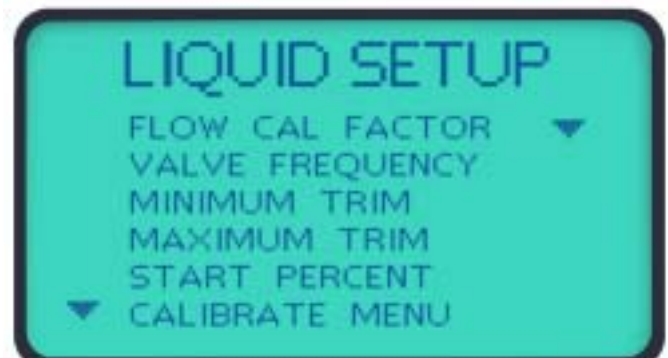 LIQUID SETUP
FLOW CAL FACTOR
VALVE FREQUENCY
MINIMUM TRIM
MAXIMUM TRIM
START PERCENT
CALIBRATE MENU